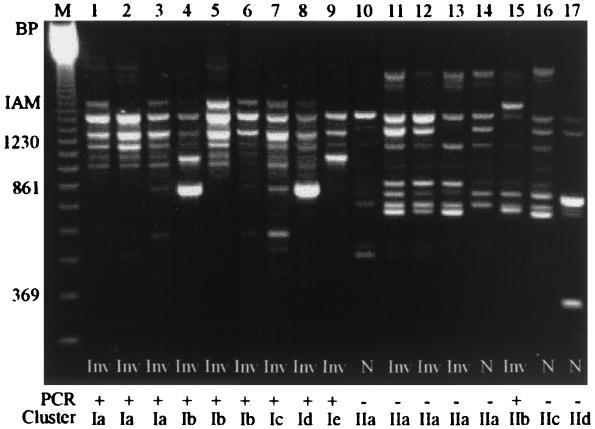 M 1 2 3 4 5 6 7 8 9 10 11 12 13 14 15 16 17
BP
IAM
1230
861
369
Inv Inv Inv Inv Inv Inv Inv Inv Inv N Inv Inv Inv N Inv N N
PCR + + + + + + + + + - - - - - + - -
Cluster Ia Ia Ia Ib Ib Ib Ic Id Ie IIa IIa IIa IIa IIa IIb IIc IId